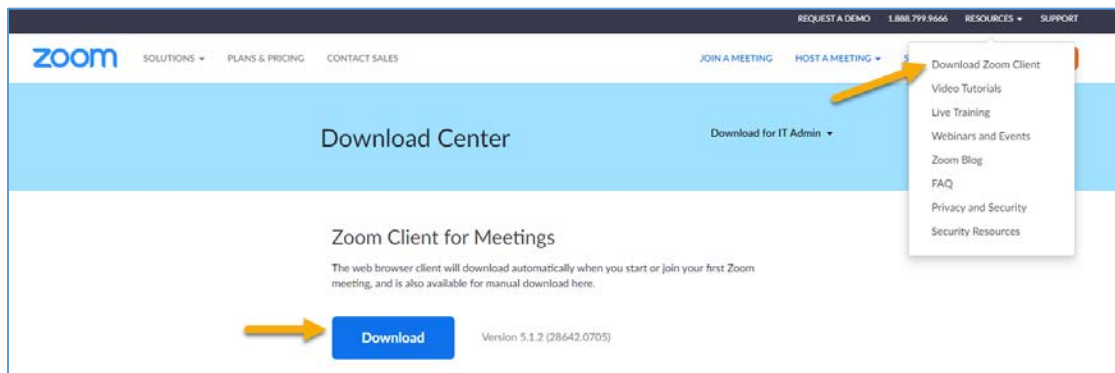 REQUEST A DEMO 1.888.799.9666 RESOURCES SUPPORT
zoom SOLUTIONS PLANS & PRICING CONTACT SALES JOIN A MEETING HOST A MEETING S
Download Zoom Client
Video Tutorials
Live Training
Webinars and Events
Zoom Blog
FAQ
Privacy and Security
Security Resources
Download Center Download for IT Admin
Zoom Client for Meetings
The web browser client will download automatically when you start or join your first Zoom
meeting, and is also available for manual download here.
Download Version 5.1.2 (28642.0705)